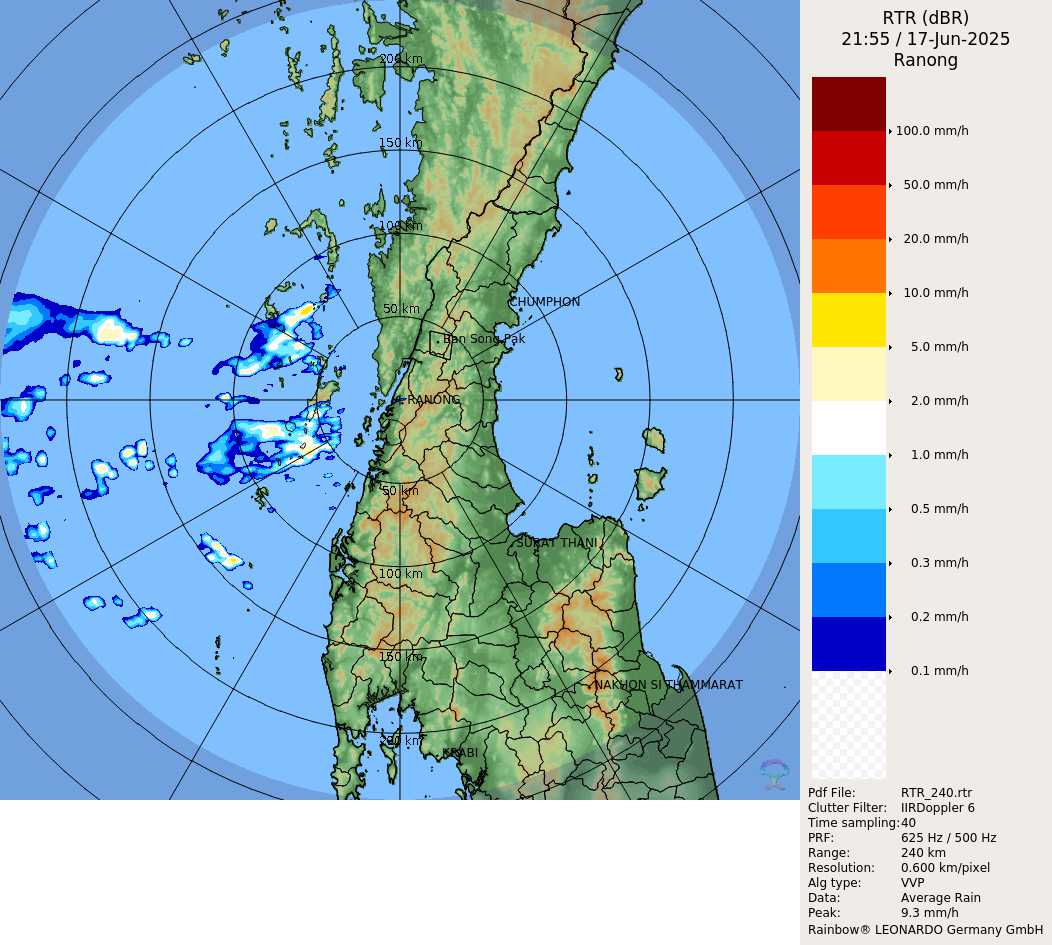 RTR (dBR)
21:55 / 17-Jun-2025
Ranong
200 km
150 km
100 km
50 km
CHUMPHON
Ban Song Pak
RANONG
50 km
SURAT THANI
100 km
150 km
NAKHON SI THAMMARAT
200 km
KRABI
100.0 mm/h
50.0 mm/h
20.0 mm/h
10.0 mm/h
5.0 mm/h
2.0 mm/h
1.0 mm/h
0.5 mm/h
0.3 mm/h
0.2 mm/h
0.1 mm/h
Pdf File: RTR_240.rtr
Clutter Filter: IIRDoppler 6
Time sampling:40
PRF: 625 Hz / 500 Hz
Range: 240 km
Resolution: 0.600 km/pixel
Alg type: VVP
Data: Average Rain
Peak: 9.3 mm/h
Rainbow® LEONARDO Germany GmbH